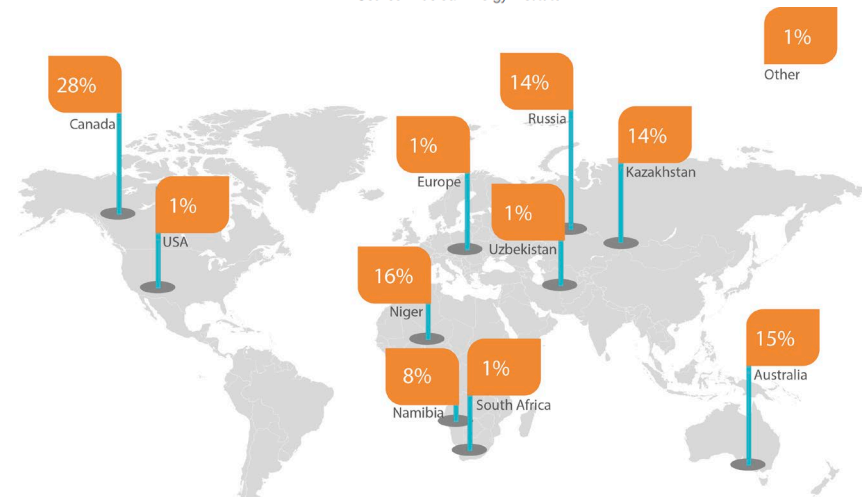 1%
Other
28%
Canada
14%
Russia
14%
Kazakhstan
1%
Europe
1%
USA
1%
Uzbekistan
16%
Niger
15%
Australia
8%
Namibia
1%
South Africa